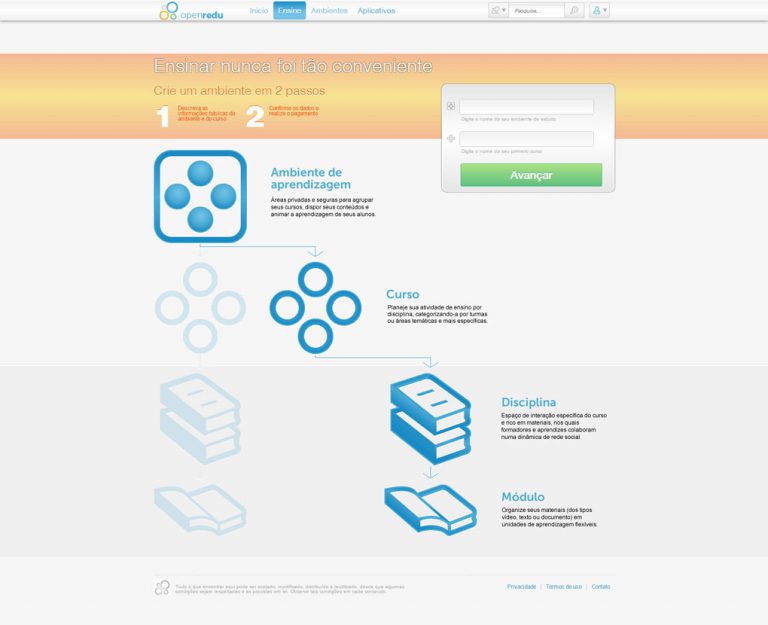 openredu
Início
Ensine
Ambientes
Aplicativos
Pesquise...
Ensinar nunca foi tão conveniente
Crie um ambiente em 2 passos
1
Descreva as
informações básicas do
ambiente e do curso
2
Confirme os dados e
realize o pagamento
Digite o nome do seu ambiente de estudo
Digite o nome do seu primeiro curso
Avançar
Ambiente de
aprendizagem
Áreas privadas e seguras para agrupar
seus cursos, dispor seus conteúdos e
animar a aprendizagem de seus alunos.
Curso
Planeje sua atividade de ensino por
disciplina, categorizando-a por turmas
ou áreas temáticas e mais específicas.
Disciplina
Espaço de interação específica do curso
e rico em materiais, nos quais
formadores e aprendizes colaboram
numa dinâmica de rede social.
Módulo
Organize seus materiais (dos tipos
vídeo, texto ou documento) em
unidades de aprendizagem flexíveis.
Tudo o que encontrar aqui pode ser copiado, modificado, distribuído e reutilizado, desde que algumas
condições sejam respeitadas e as previstas em lei. Observe tais condições em cada conteúdo.
Privacidade | Termos de uso | Contato